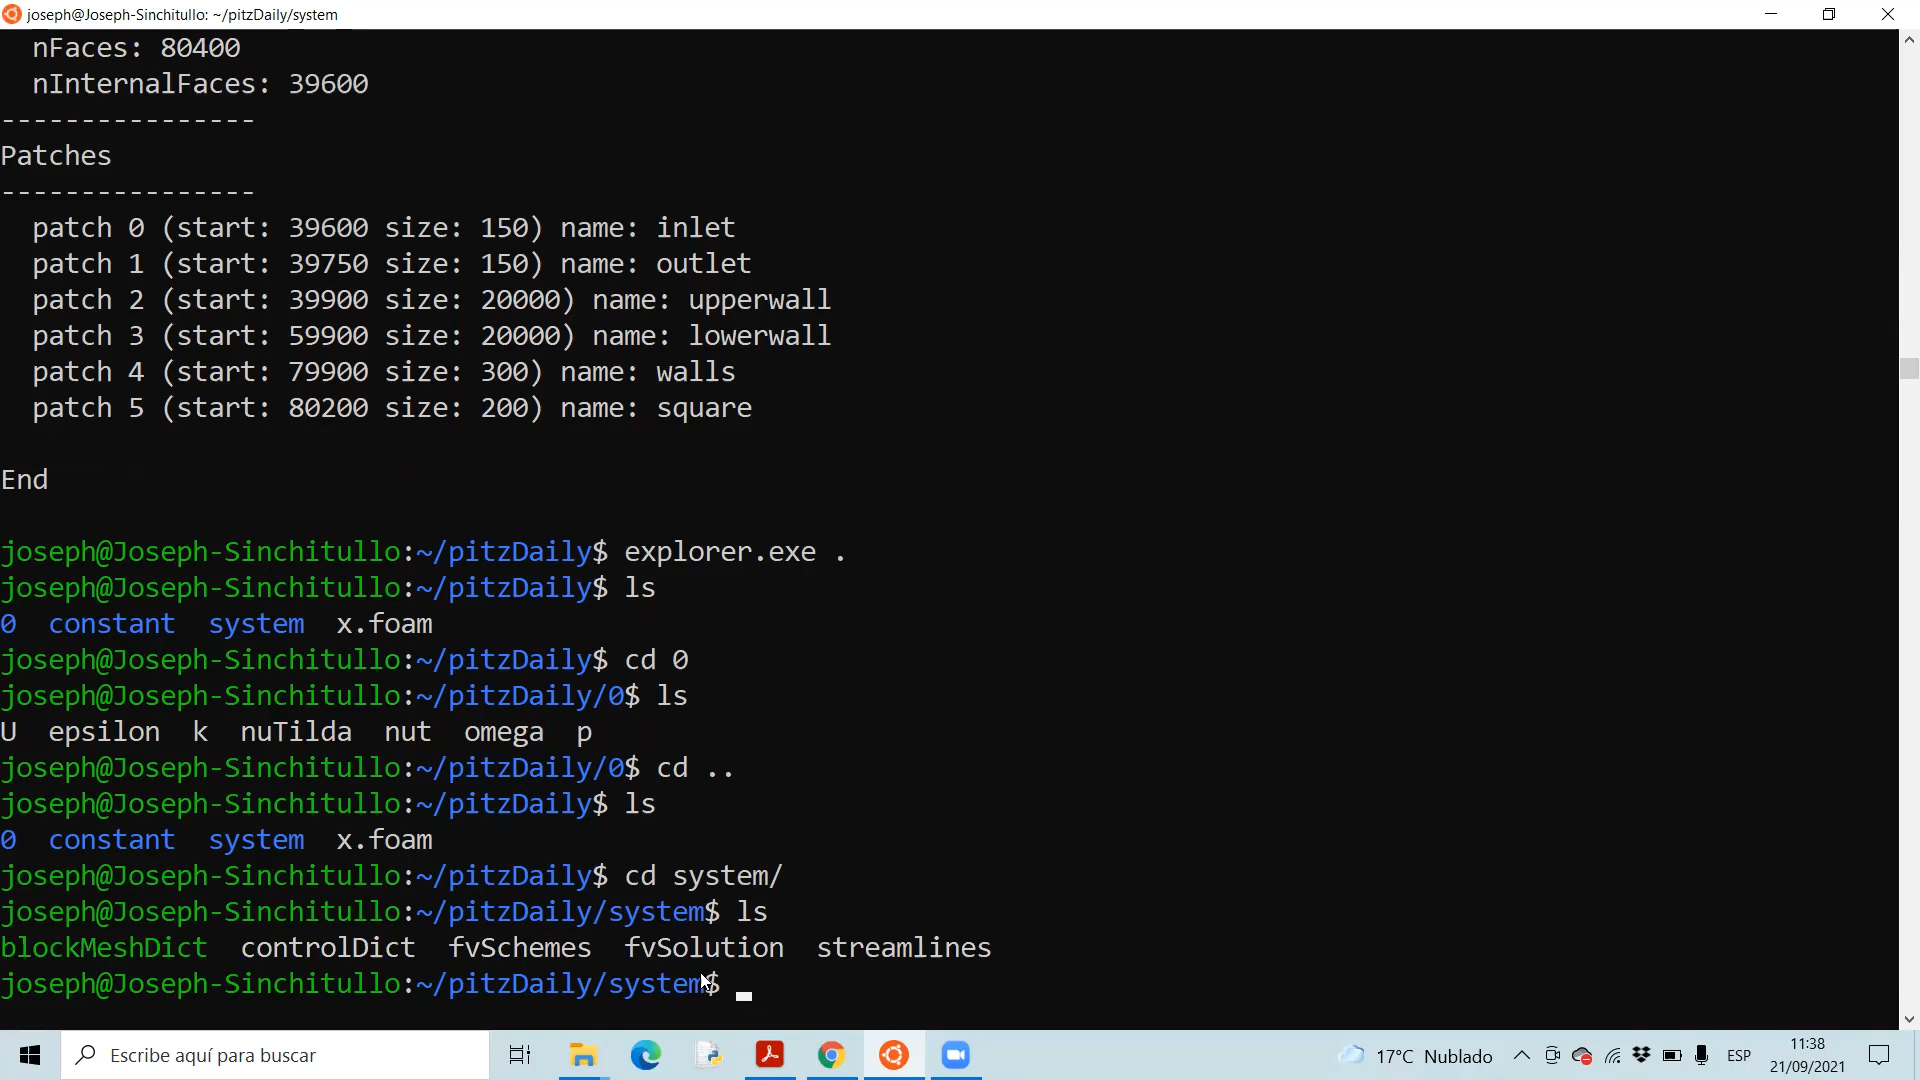 joseph@Joseph-Sinchitullo: ~/pitzDaily/system
nFaces: 80400
nInternalFaces: 39600
----------------
Patches
----------------
patch 0 (start: 39600 size: 150) name: inlet
patch 1 (start: 39750 size: 150) name: outlet
patch 2 (start: 39900 size: 20000) name: upperwall
patch 3 (start: 59900 size: 20000) name: lowerwall
patch 4 (start: 79900 size: 300) name: walls
patch 5 (start: 80200 size: 200) name: square
End
joseph@Joseph-Sinchitullo:~/pitzDaily$ explorer.exe .
joseph@Joseph-Sinchitullo:~/pitzDaily$ ls
0  constant  system  x.foam
joseph@Joseph-Sinchitullo:~/pitzDaily$ cd 0
joseph@Joseph-Sinchitullo:~/pitzDaily/0$ ls
U  epsilon  k  nuTilda  nut  omega  p
joseph@Joseph-Sinchitullo:~/pitzDaily/0$ cd ..
joseph@Joseph-Sinchitullo:~/pitzDaily$ ls
0  constant  system  x.foam
joseph@Joseph-Sinchitullo:~/pitzDaily$ cd system/
joseph@Joseph-Sinchitullo:~/pitzDaily/system$ ls
blockMeshDict  controlDict  fvSchemes  fvSolution  streamlines
joseph@Joseph-Sinchitullo:~/pitzDaily/system$
Escribe aquí para buscar
17°C Nublado
ESP
11:38
21/09/2021